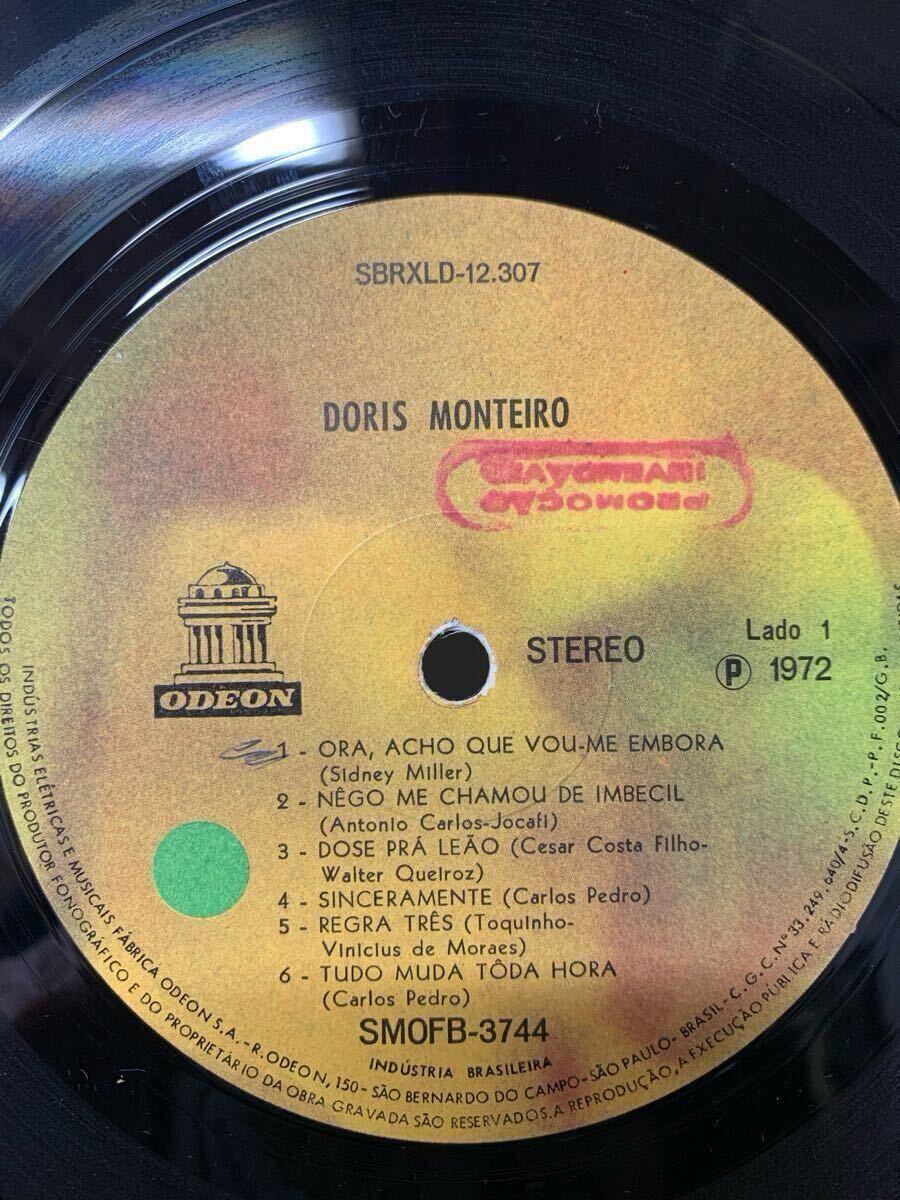 SBRXLD-12.307
DORIS MONTEIRO
PROMOÇÃO
INVENDÁVEL
ODEON
STEREO
Lado 1
Ⓟ 1972
1 - ORA, ACHO QUE VOU-ME EMBORA
(Sidney Miller)
2 - NÊGO ME CHAMOU DE IMBECIL
(Antonio Carlos-Jocafi)
3 - DOSE PRÁ LEÃO (Cesar Costa Filho-
Walter Queiroz)
4 - SINCERAMENTE (Carlos Pedro)
5 - REGRA TRÊS (Toquinho-
Vinicius de Moraes)
6 - TUDO MUDA TÔDA HORA
(Carlos Pedro)
SMOFB-3744
INDÚSTRIA BRASILEIRA
INDÚSTRIAS ELÉTRICAS E MUSICAIS FÁBRICA ODEON S.A.-R. ODEON, 150-SÃO BERNARDO DO CAMPO-SÃO PAULO-BRASIL-C.G.C. Nº 33.249.640/4-S.C.D.P.-P.F.002/G.B.
TODOS OS DIREITOS DO PRODUTOR FONOGRÁFICO E DO PROPRIETÁRIO DA OBRA GRAVADA SÃO RESERVADOS. A REPRODUÇÃO, A EXECUÇÃO PÚBLICA E RADIODIFUSÃO DESTE DISCO